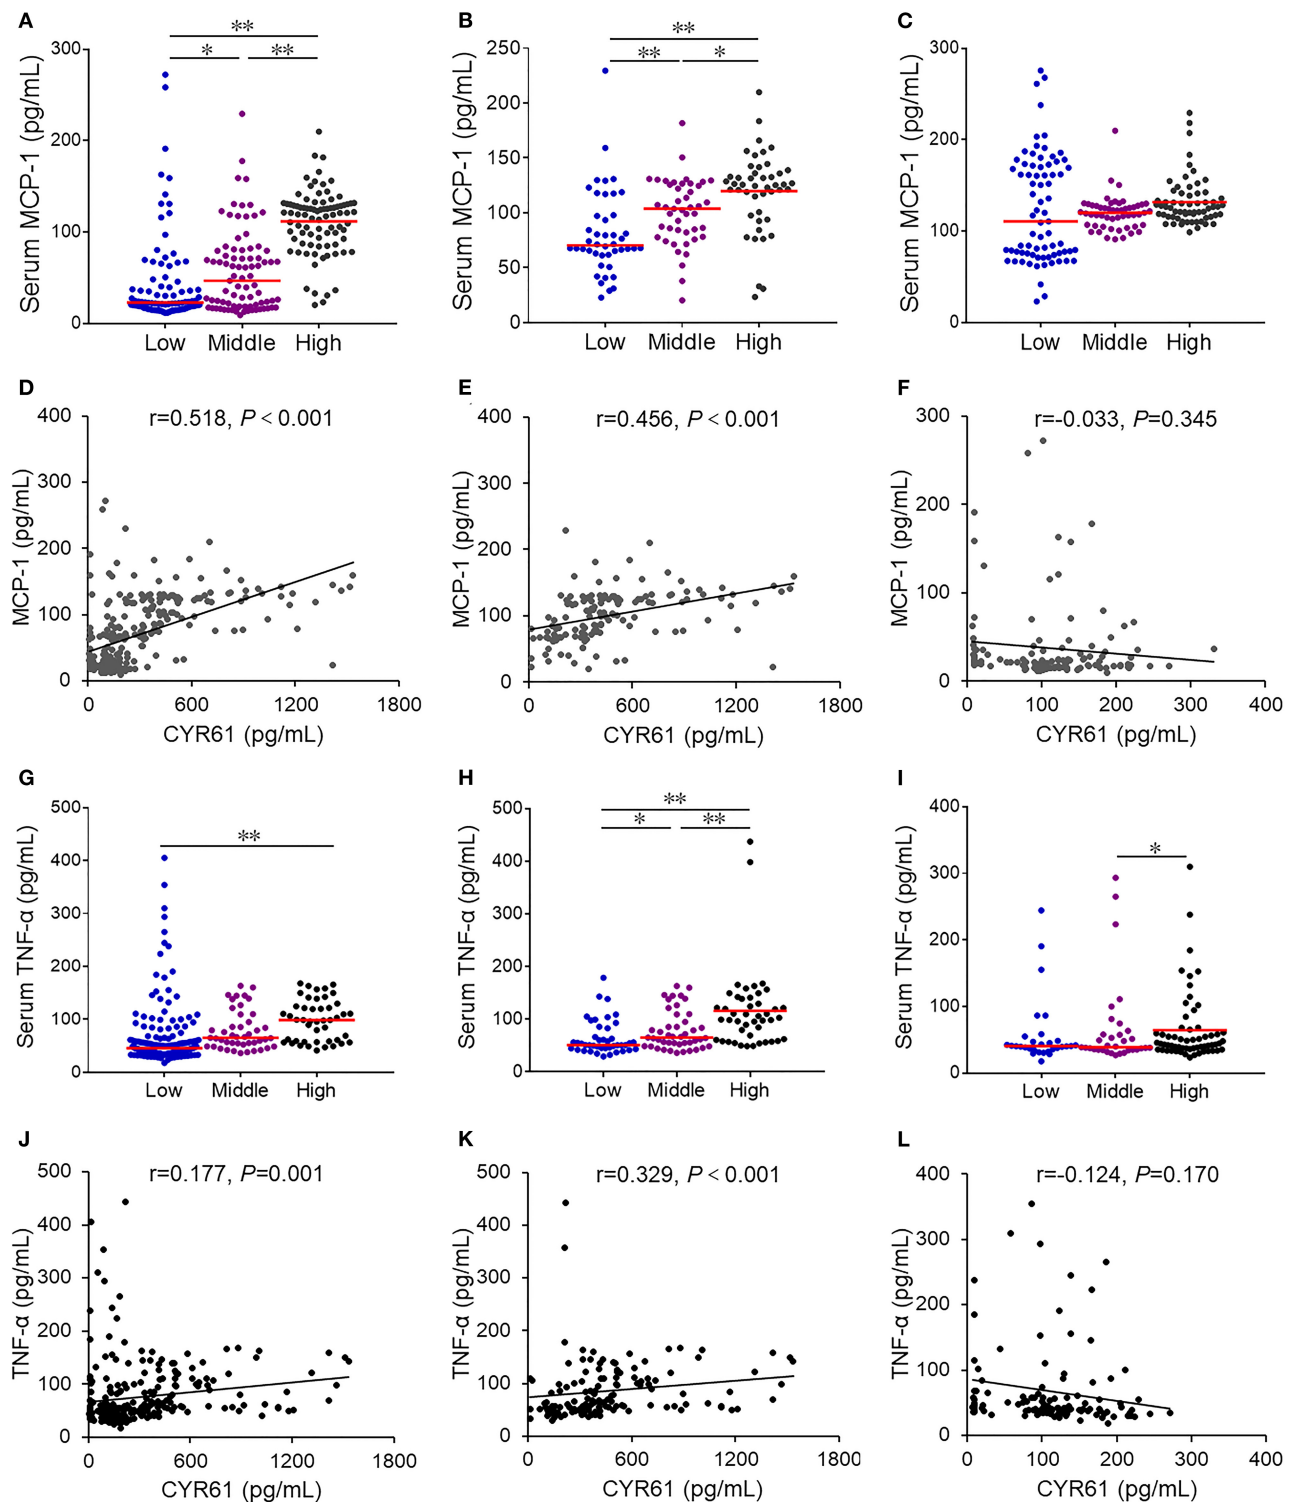 A
B
C
**
*
**
**
**
*
Serum MCP-1 (pg/mL)
300
200
100
0
Low Middle High
Serum MCP-1 (pg/mL)
250
200
150
100
50
0
Low Middle High
Serum MCP-1 (pg/mL)
300
200
100
0
Low Middle High
D
E
F
r=0.518, P < 0.001
MCP-1 (pg/mL)
400
300
200
100
0
0 600 1200 1800
CYR61 (pg/mL)
r=0.456, P < 0.001
MCP-1 (pg/mL)
400
300
200
100
0
0 600 1200 1800
CYR61 (pg/mL)
r=-0.033, P=0.345
MCP-1 (pg/mL)
300
200
100
0
0 100 200 300 400
CYR61 (pg/mL)
G
H
I
**
Serum TNF-α (pg/mL)
500
400
300
200
100
0
Low Middle High
**
*
**
Serum TNF-α (pg/mL)
500
400
300
200
100
0
Low Middle High
*
Serum TNF-α (pg/mL)
400
300
200
100
0
Low Middle High
J
K
L
r=0.177, P=0.001
TNF-α (pg/mL)
500
400
300
200
100
0
0 600 1200 1800
CYR61 (pg/mL)
r=0.329, P < 0.001
TNF-α (pg/mL)
500
400
300
200
100
0
0 600 1200 1800
CYR61 (pg/mL)
r=-0.124, P=0.170
TNF-α (pg/mL)
400
300
200
100
0
0 100 200 300 400
CYR61 (pg/mL)